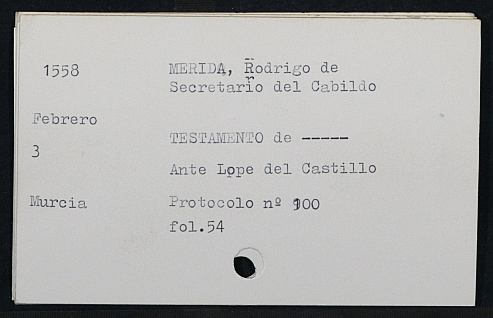 1558
MERIDA, Rodrigo de
Secretario del Cabildo
Febrero
3
TESTAMENTO de -----
Ante Lope del Castillo
Murcia
Protocolo nº 900
fol.54